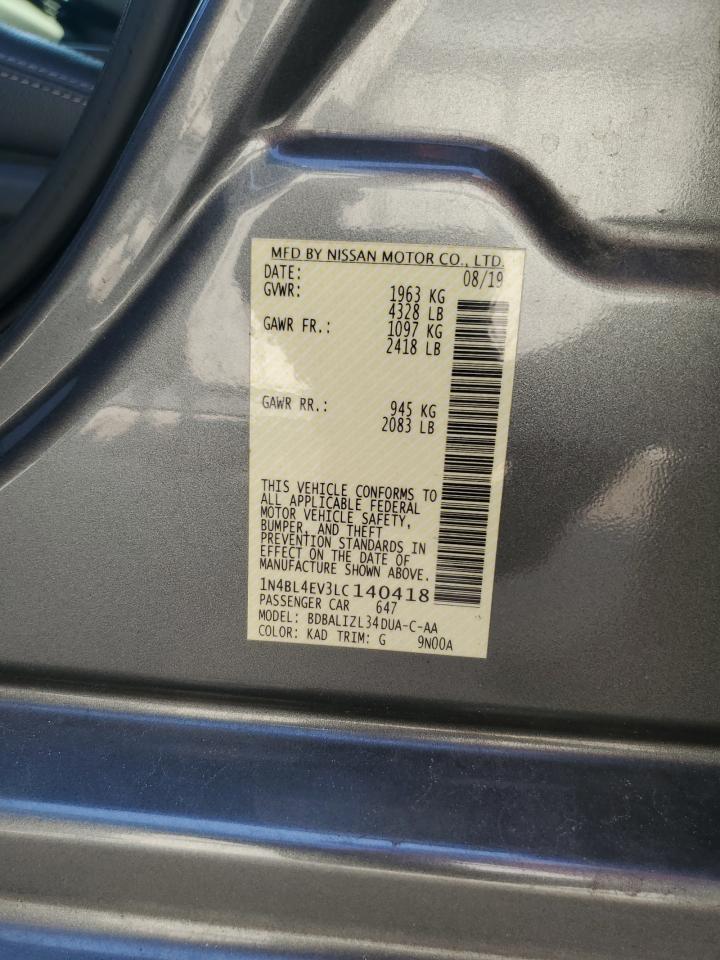 MFD BY NISSAN MOTOR CO., LTD.
DATE: 08/19
GVWR: 1963 KG
4328 LB
GAWR FR.: 1097 KG
2418 LB
GAWR RR.: 945 KG
2083 LB
THIS VEHICLE CONFORMS TO
ALL APPLICABLE FEDERAL
MOTOR VEHICLE SAFETY,
BUMPER, AND THEFT
PREVENTION STANDARDS IN
EFFECT ON THE DATE OF
MANUFACTURE SHOWN ABOVE.
1N4BL4EV3LC140418
PASSENGER CAR 647
MODEL: BDBALIZL34DUA-C-AA
COLOR: KAD TRIM: G 9N00A